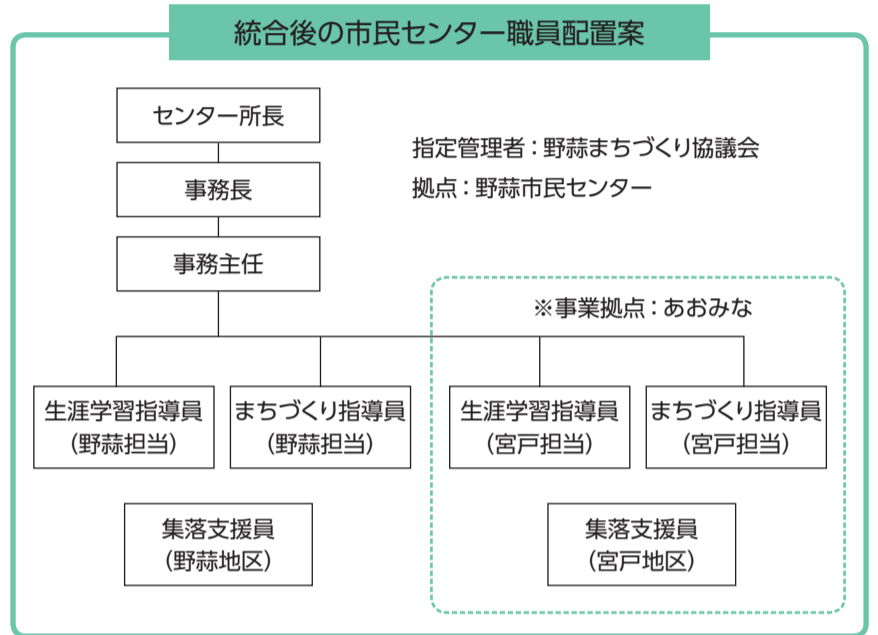 統合後の市民センター職員配置案
センター所長
指定管理者：野蒜まちづくり協議会
事務長
拠点：野蒜市民センター
事務主任
※事業拠点：あおみな
生涯学習指導員
(野蒜担当)
まちづくり指導員
(野蒜担当)
生涯学習指導員
(宮戸担当)
まちづくり指導員
(宮戸担当)
集落支援員
(野蒜地区)
集落支援員
(宮戸地区)